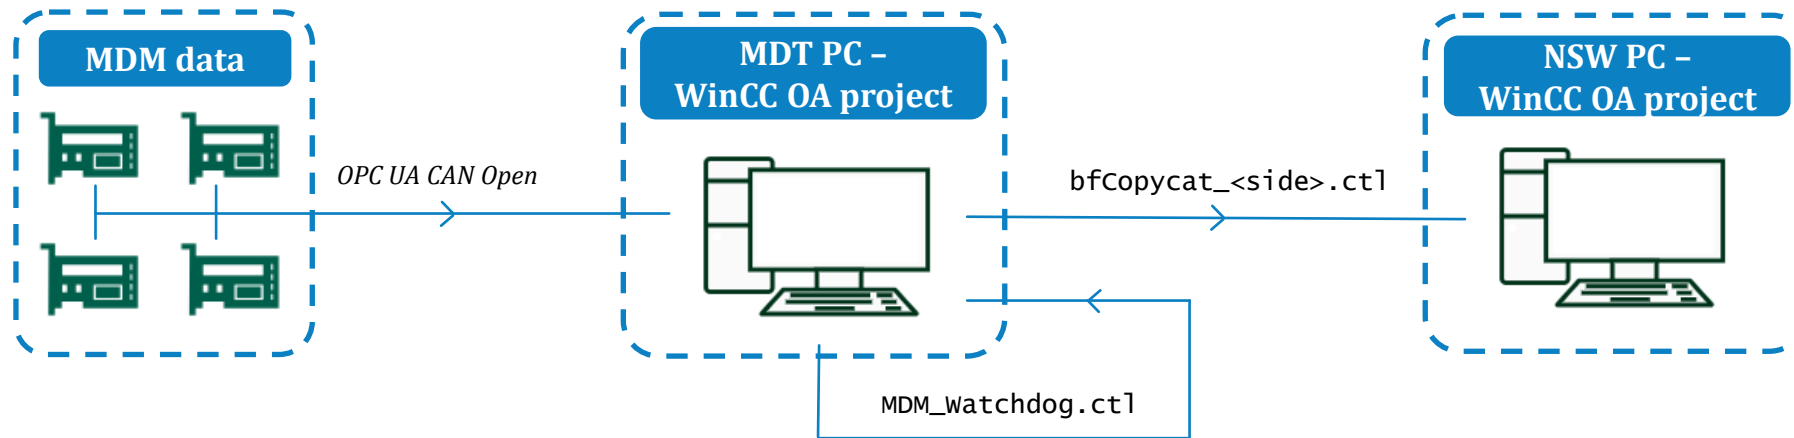 MDM data
MDT PC –
WinCC OA project
NSW PC –
WinCC OA project
OPC UA CAN Open
bfCopycat_<side>.ctl
MDM_Watchdog.ctl